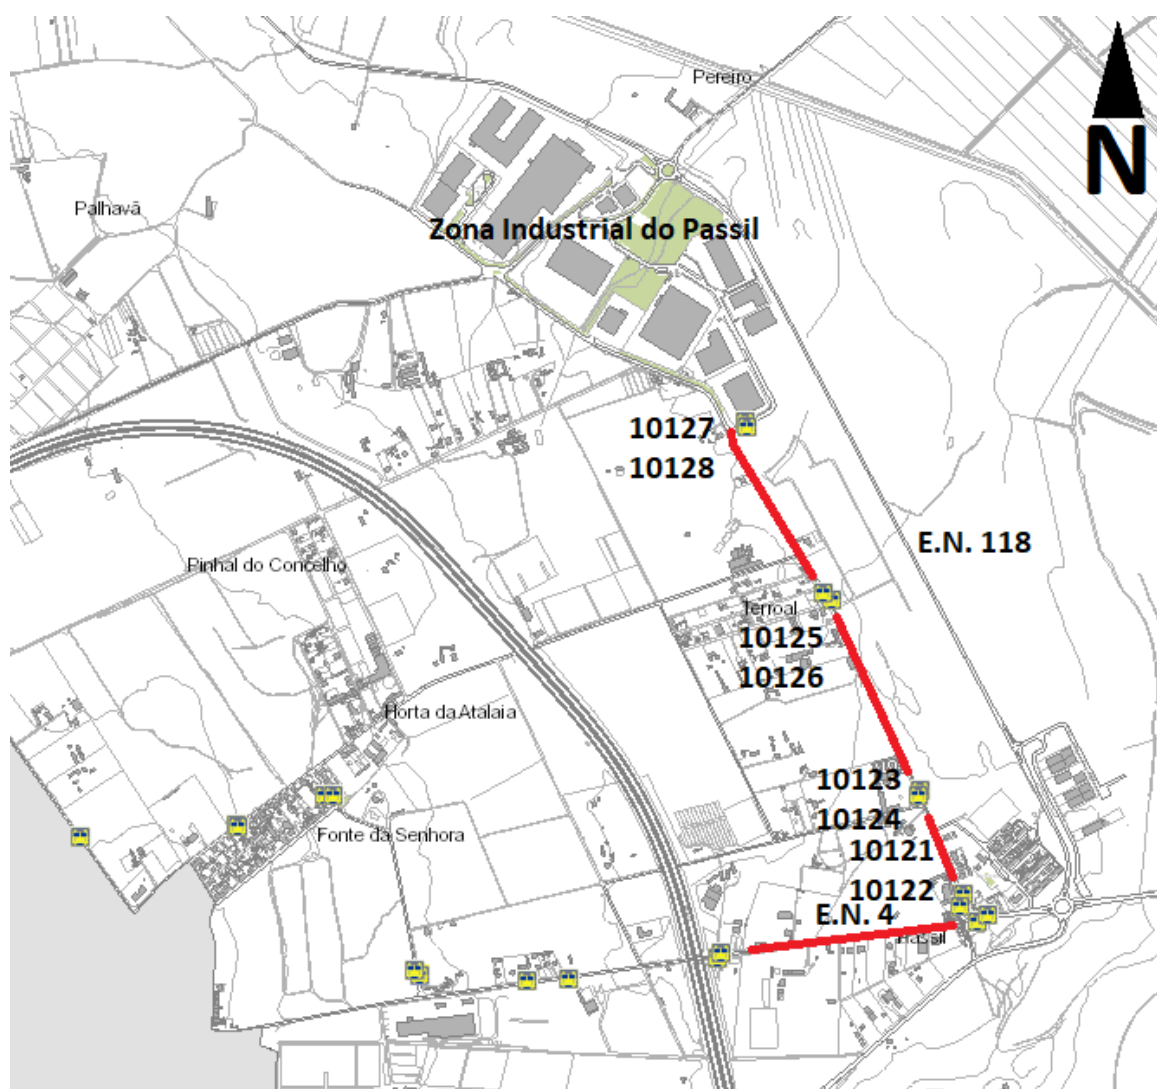 Pereiro
N
Palhavã
Zona Industrial do Passil
10127
10128
E.N. 118
Pinhal do Concelho
Terroal
10125
10126
Horta da Atalaia
10123
10124
Fonte da Senhora
10121
10122
E.N. 4
Passil